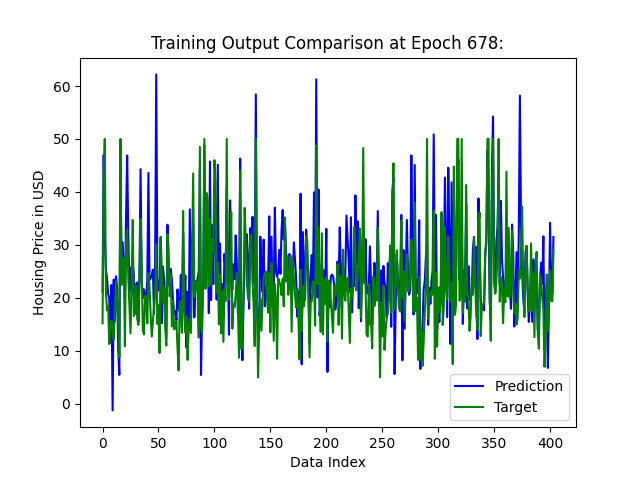 Training Output Comparison at Epoch 678:
Housing Price in USD
60
50
40
30
20
10
0
Prediction
Target
0 50 100 150 200 250 300 350 400
Data Index